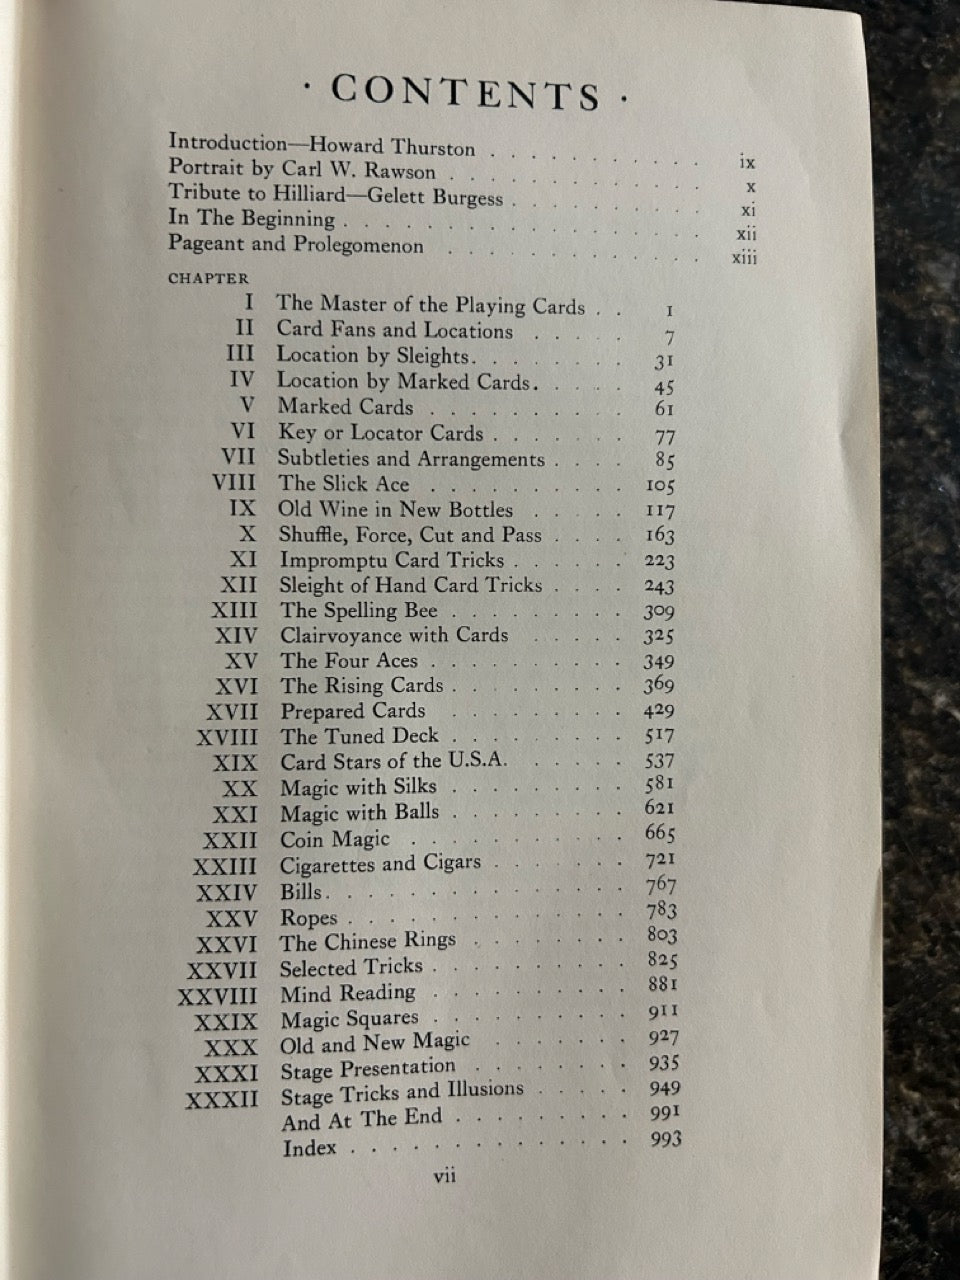 · CONTENTS ·
Introduction—Howard Thurston . . . . . . . . . . . ix
Portrait by Carl W. Rawson . . . . . . . . . . . . x
Tribute to Hilliard—Gelett Burgess . . . . . . . . . . xi
In The Beginning . . . . . . . . . . . . . . . xii
Pageant and Prolegomenon . . . . . . . . . . . . xiii
CHAPTER
I The Master of the Playing Cards . . 1
II Card Fans and Locations . . . . . 7
III Location by Sleights . . . . . . . 31
IV Location by Marked Cards . . . . . 45
V Marked Cards . . . . . . . . . 61
VI Key or Locator Cards . . . . . . . 77
VII Subtleties and Arrangements . . . . 85
VIII The Slick Ace . . . . . . . . . 105
IX Old Wine in New Bottles . . . . . 117
X Shuffle, Force, Cut and Pass . . . . 163
XI Impromptu Card Tricks . . . . . . 223
XII Sleight of Hand Card Tricks . . . . 243
XIII The Spelling Bee . . . . . . . . 309
XIV Clairvoyance with Cards . . . . . 325
XV The Four Aces . . . . . . . . . 349
XVI The Rising Cards . . . . . . . . 369
XVII Prepared Cards . . . . . . . . 429
XVIII The Tuned Deck . . . . . . . . 517
XIX Card Stars of the U.S.A. . . . . . 537
XX Magic with Silks . . . . . . . . 581
XXI Magic with Balls . . . . . . . . 621
XXII Coin Magic . . . . . . . . . . 665
XXIII Cigarettes and Cigars . . . . . . 721
XXIV Bills . . . . . . . . . . . . . . 767
XXV Ropes . . . . . . . . . . . . . 783
XXVI The Chinese Rings . . . . . . . 803
XXVII Selected Tricks . . . . . . . . . 825
XXVIII Mind Reading . . . . . . . . . 881
XXIX Magic Squares . . . . . . . . . 911
XXX Old and New Magic . . . . . . 927
XXXI Stage Presentation . . . . . . . 935
XXXII Stage Tricks and Illusions . . . . 949
And At The End . . . . . . . . 991
Index . . . . . . . . . . . . . 993
vii